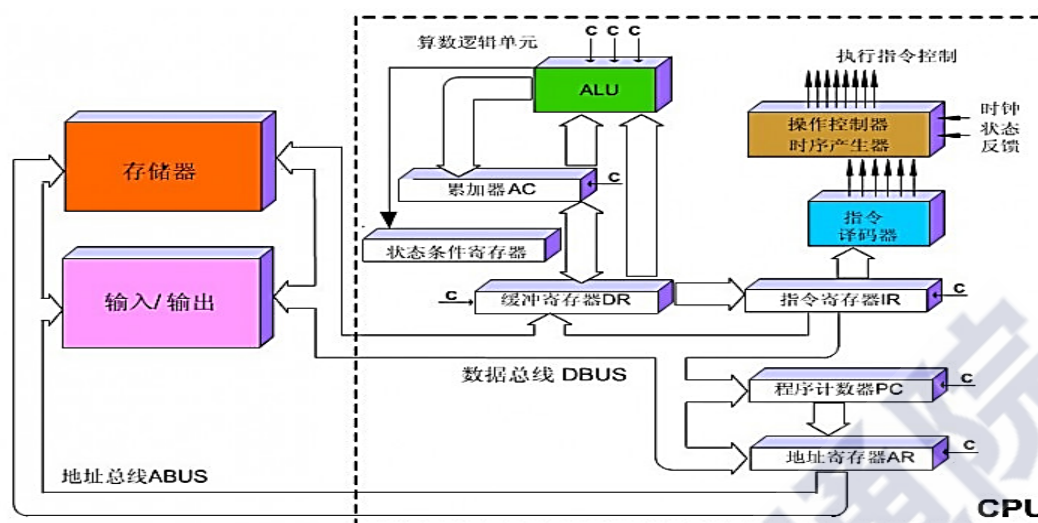 算数逻辑单元
C C C
ALU
执行指令控制
操作控制器
时序产生器
时钟
状态
反馈
存储器
累加器AC
C
指令
译码器
状态条件寄存器
输入/输出
C
缓冲寄存器DR
指令寄存器IR
C
数据总线 DBUS
程序计数器PC
C
地址总线ABUS
地址寄存器AR
C
CPU
通院